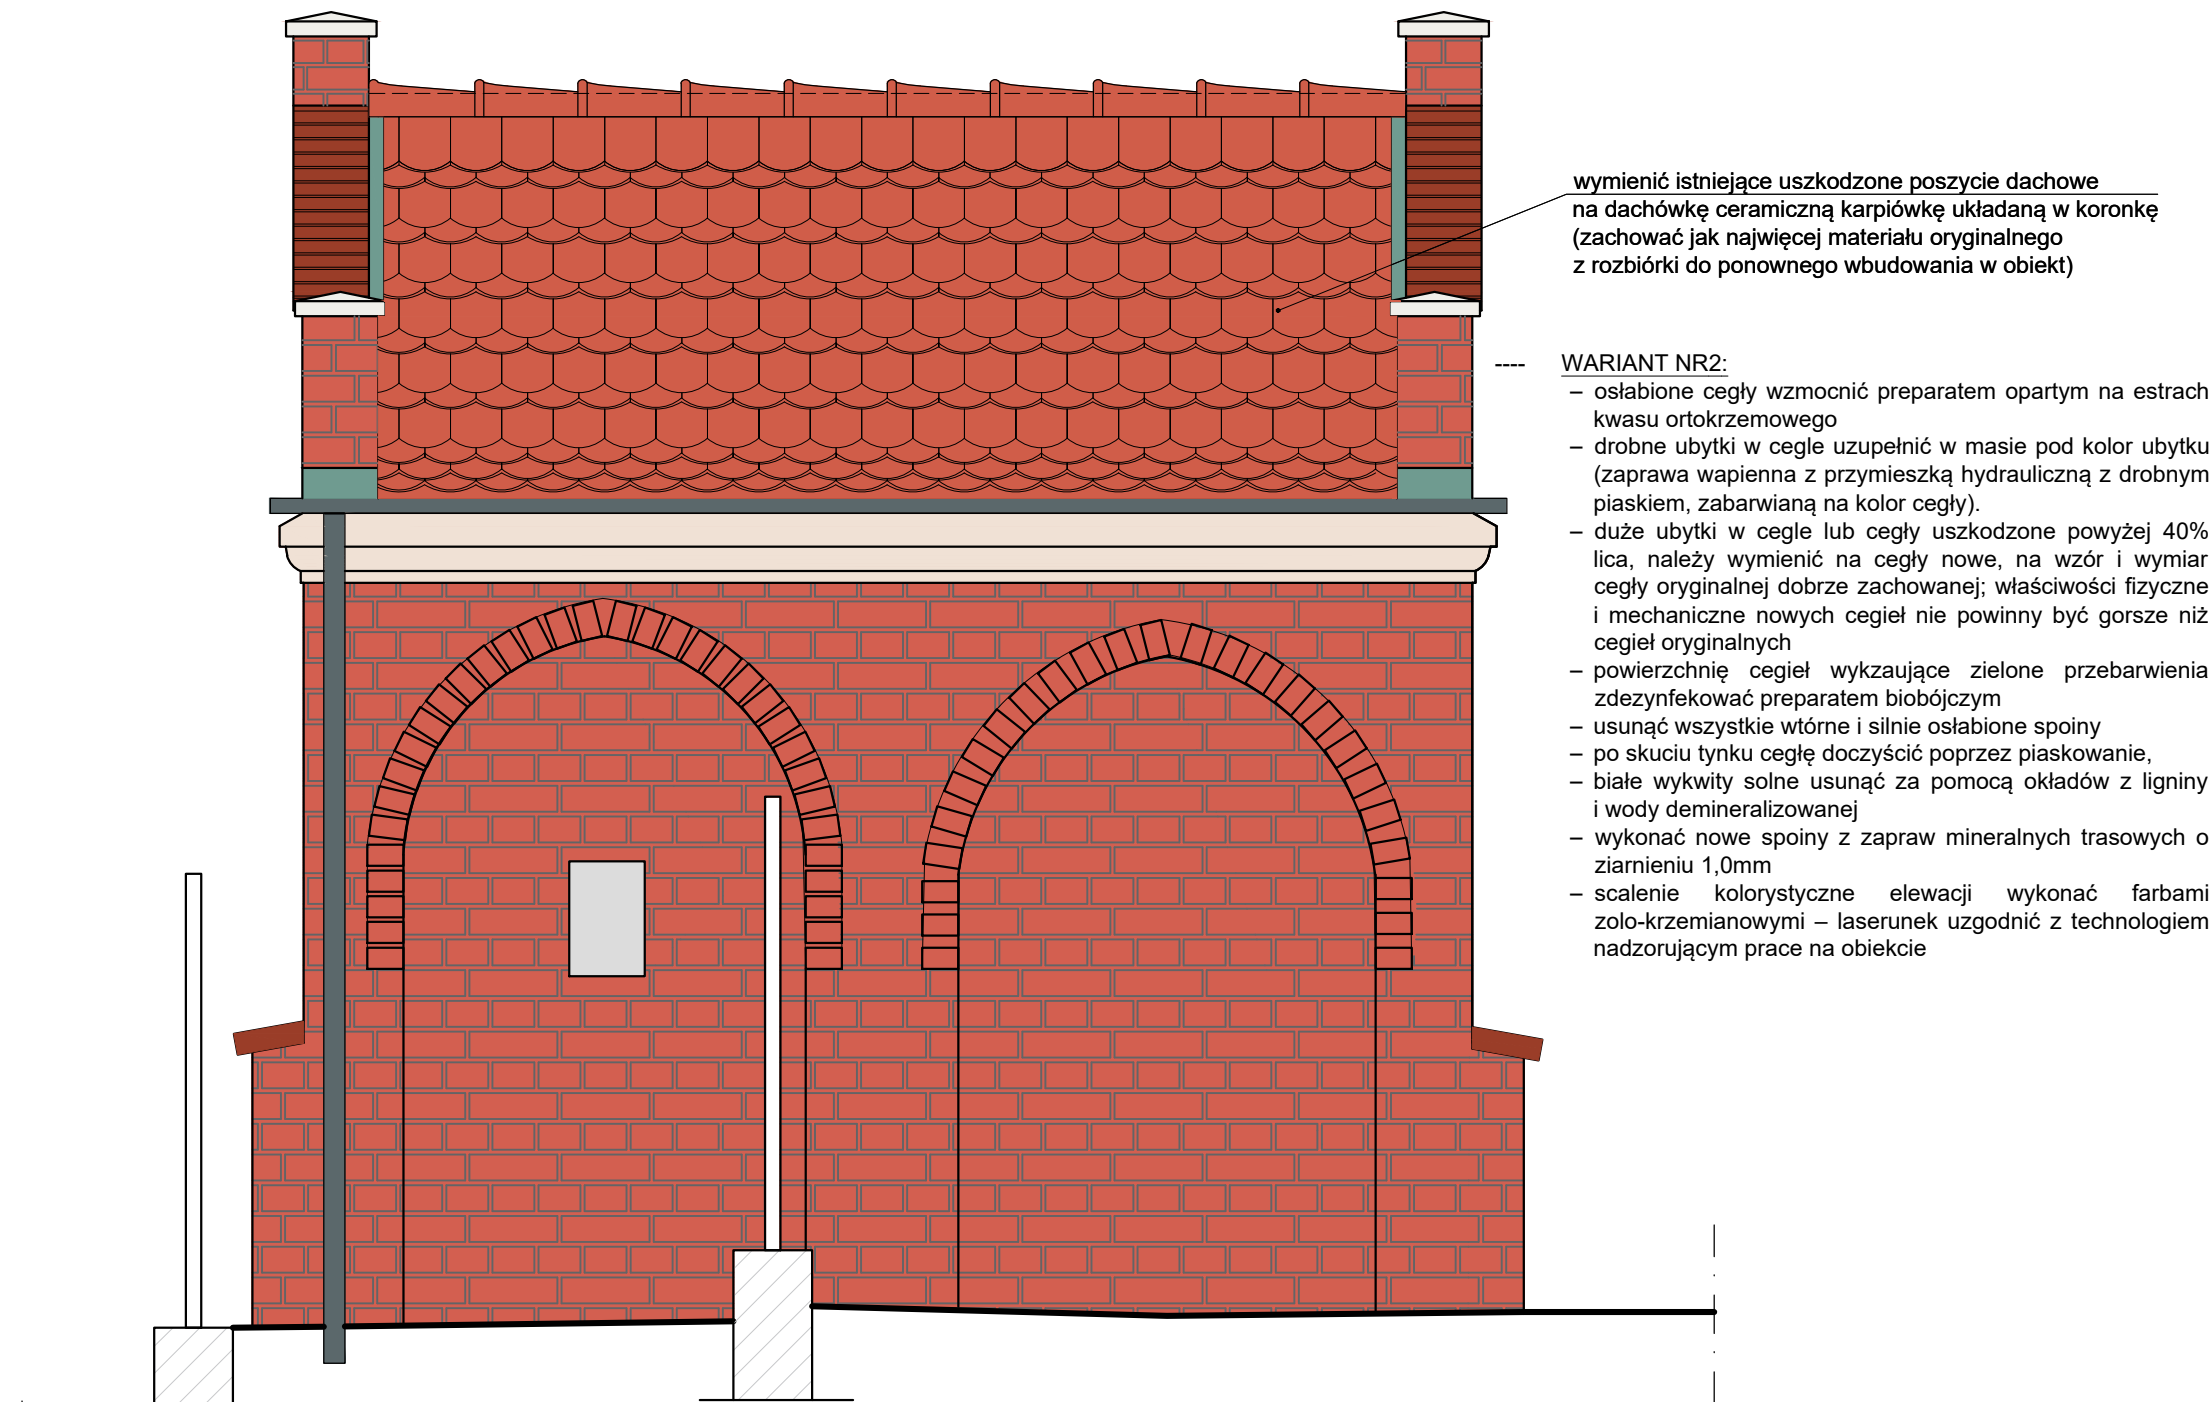 wymienić istniejące uszkodzone poszycie dachowe
na dachówkę ceramiczną karpiówkę układaną w koronkę
(zachować jak najwięcej materiału oryginalnego
z rozbiórki do ponownego wbudowania w obiekt)
WARIANT NR2:
– osłabione cegły wzmocnić preparatem opartym na estrach
kwasu ortokrzemowego
– drobne ubytki w cegle uzupełnić w masie pod kolor ubytku
(zaprawa wapienna z przymieszką hydrauliczną z drobnym
piaskiem, zabarwianą na kolor cegły).
– duże ubytki w cegle lub cegły uszkodzone powyżej 40%
lica, należy wymienić na cegły nowe, na wzór i wymiar
cegły oryginalnej dobrze zachowanej; właściwości fizyczne
i mechaniczne nowych cegieł nie powinny być gorsze niż
cegieł oryginalnych
– powierzchnię cegieł wykzaujące zielone przebarwienia
zdezynfekować preparatem biobójczym
– usunąć wszystkie wtórne i silnie osłabione spoiny
– po skuciu tynku cegłę doczyścić poprzez piaskowanie,
– białe wykwity solne usunąć za pomocą okładów z ligniny
i wody demineralizowanej
– wykonać nowe spoiny z zapraw mineralnych trasowych o
ziarnieniu 1,0mm
– scalenie kolorystyczne elewacji wykonać farbami
zolo-krzemianowymi – laserunek uzgodnić z technologiem
nadzorującym prace na obiekcie